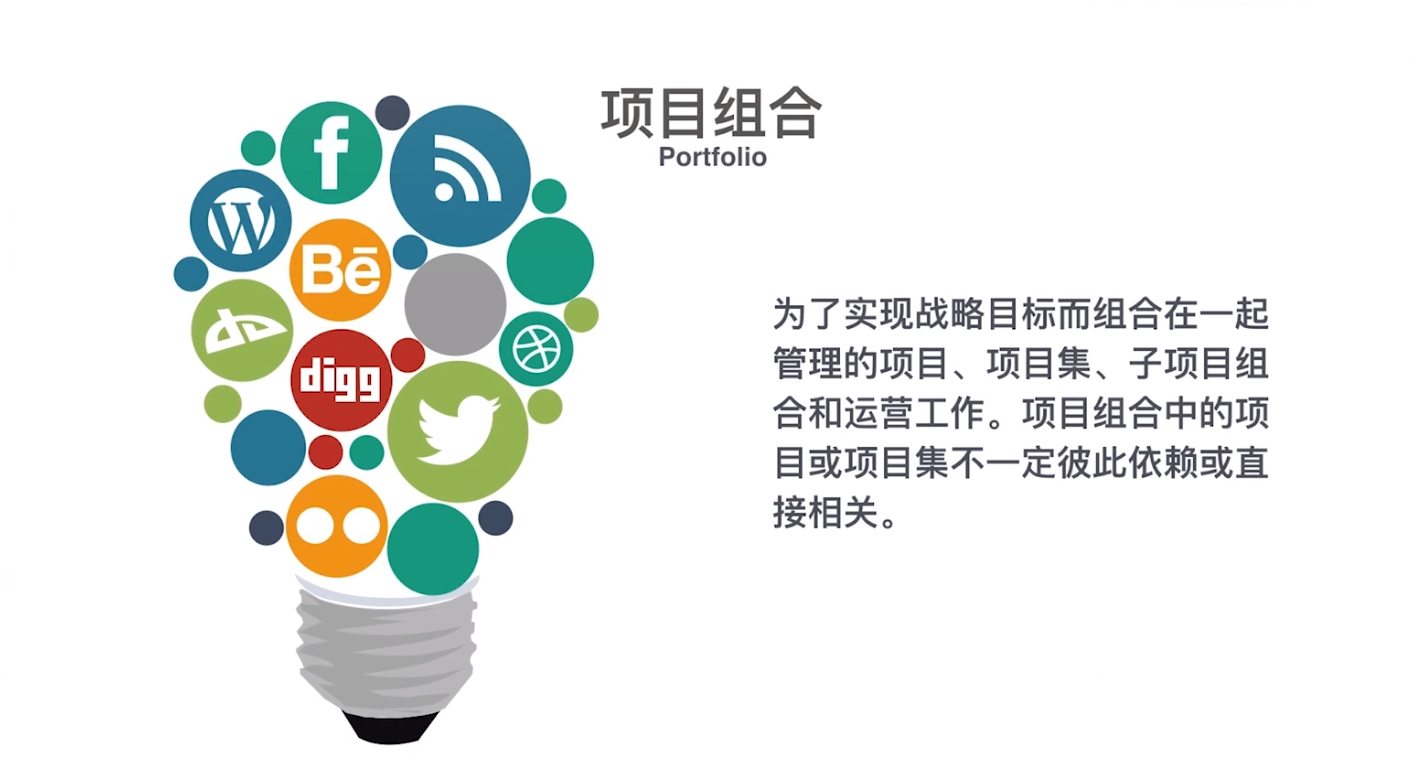 项目组合
Portfolio
f
W
Bē
digg
为了实现战略目标而组合在一起
管理的项目、项目集、子项目组
合和运营工作。项目组合中的项
目或项目集不一定彼此依赖或直
接相关。